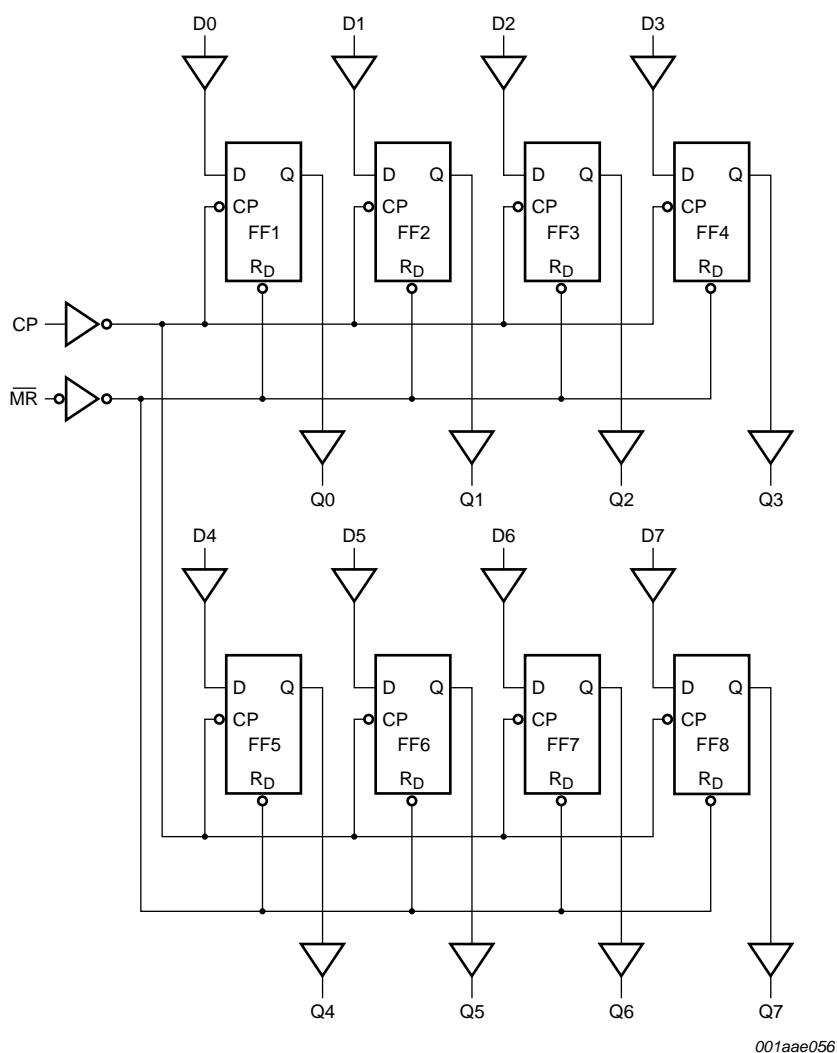 D0 D1 D2 D3
D Q D Q D Q D Q
CP CP CP CP
FF1 FF2 FF3 FF4
RD RD RD RD
CP
MR
Q0 Q1 Q2 Q3
D4 D5 D6 D7
D Q D Q D Q D Q
CP CP CP CP
FF5 FF6 FF7 FF8
RD RD RD RD
Q4 Q5 Q6 Q7
001aae056